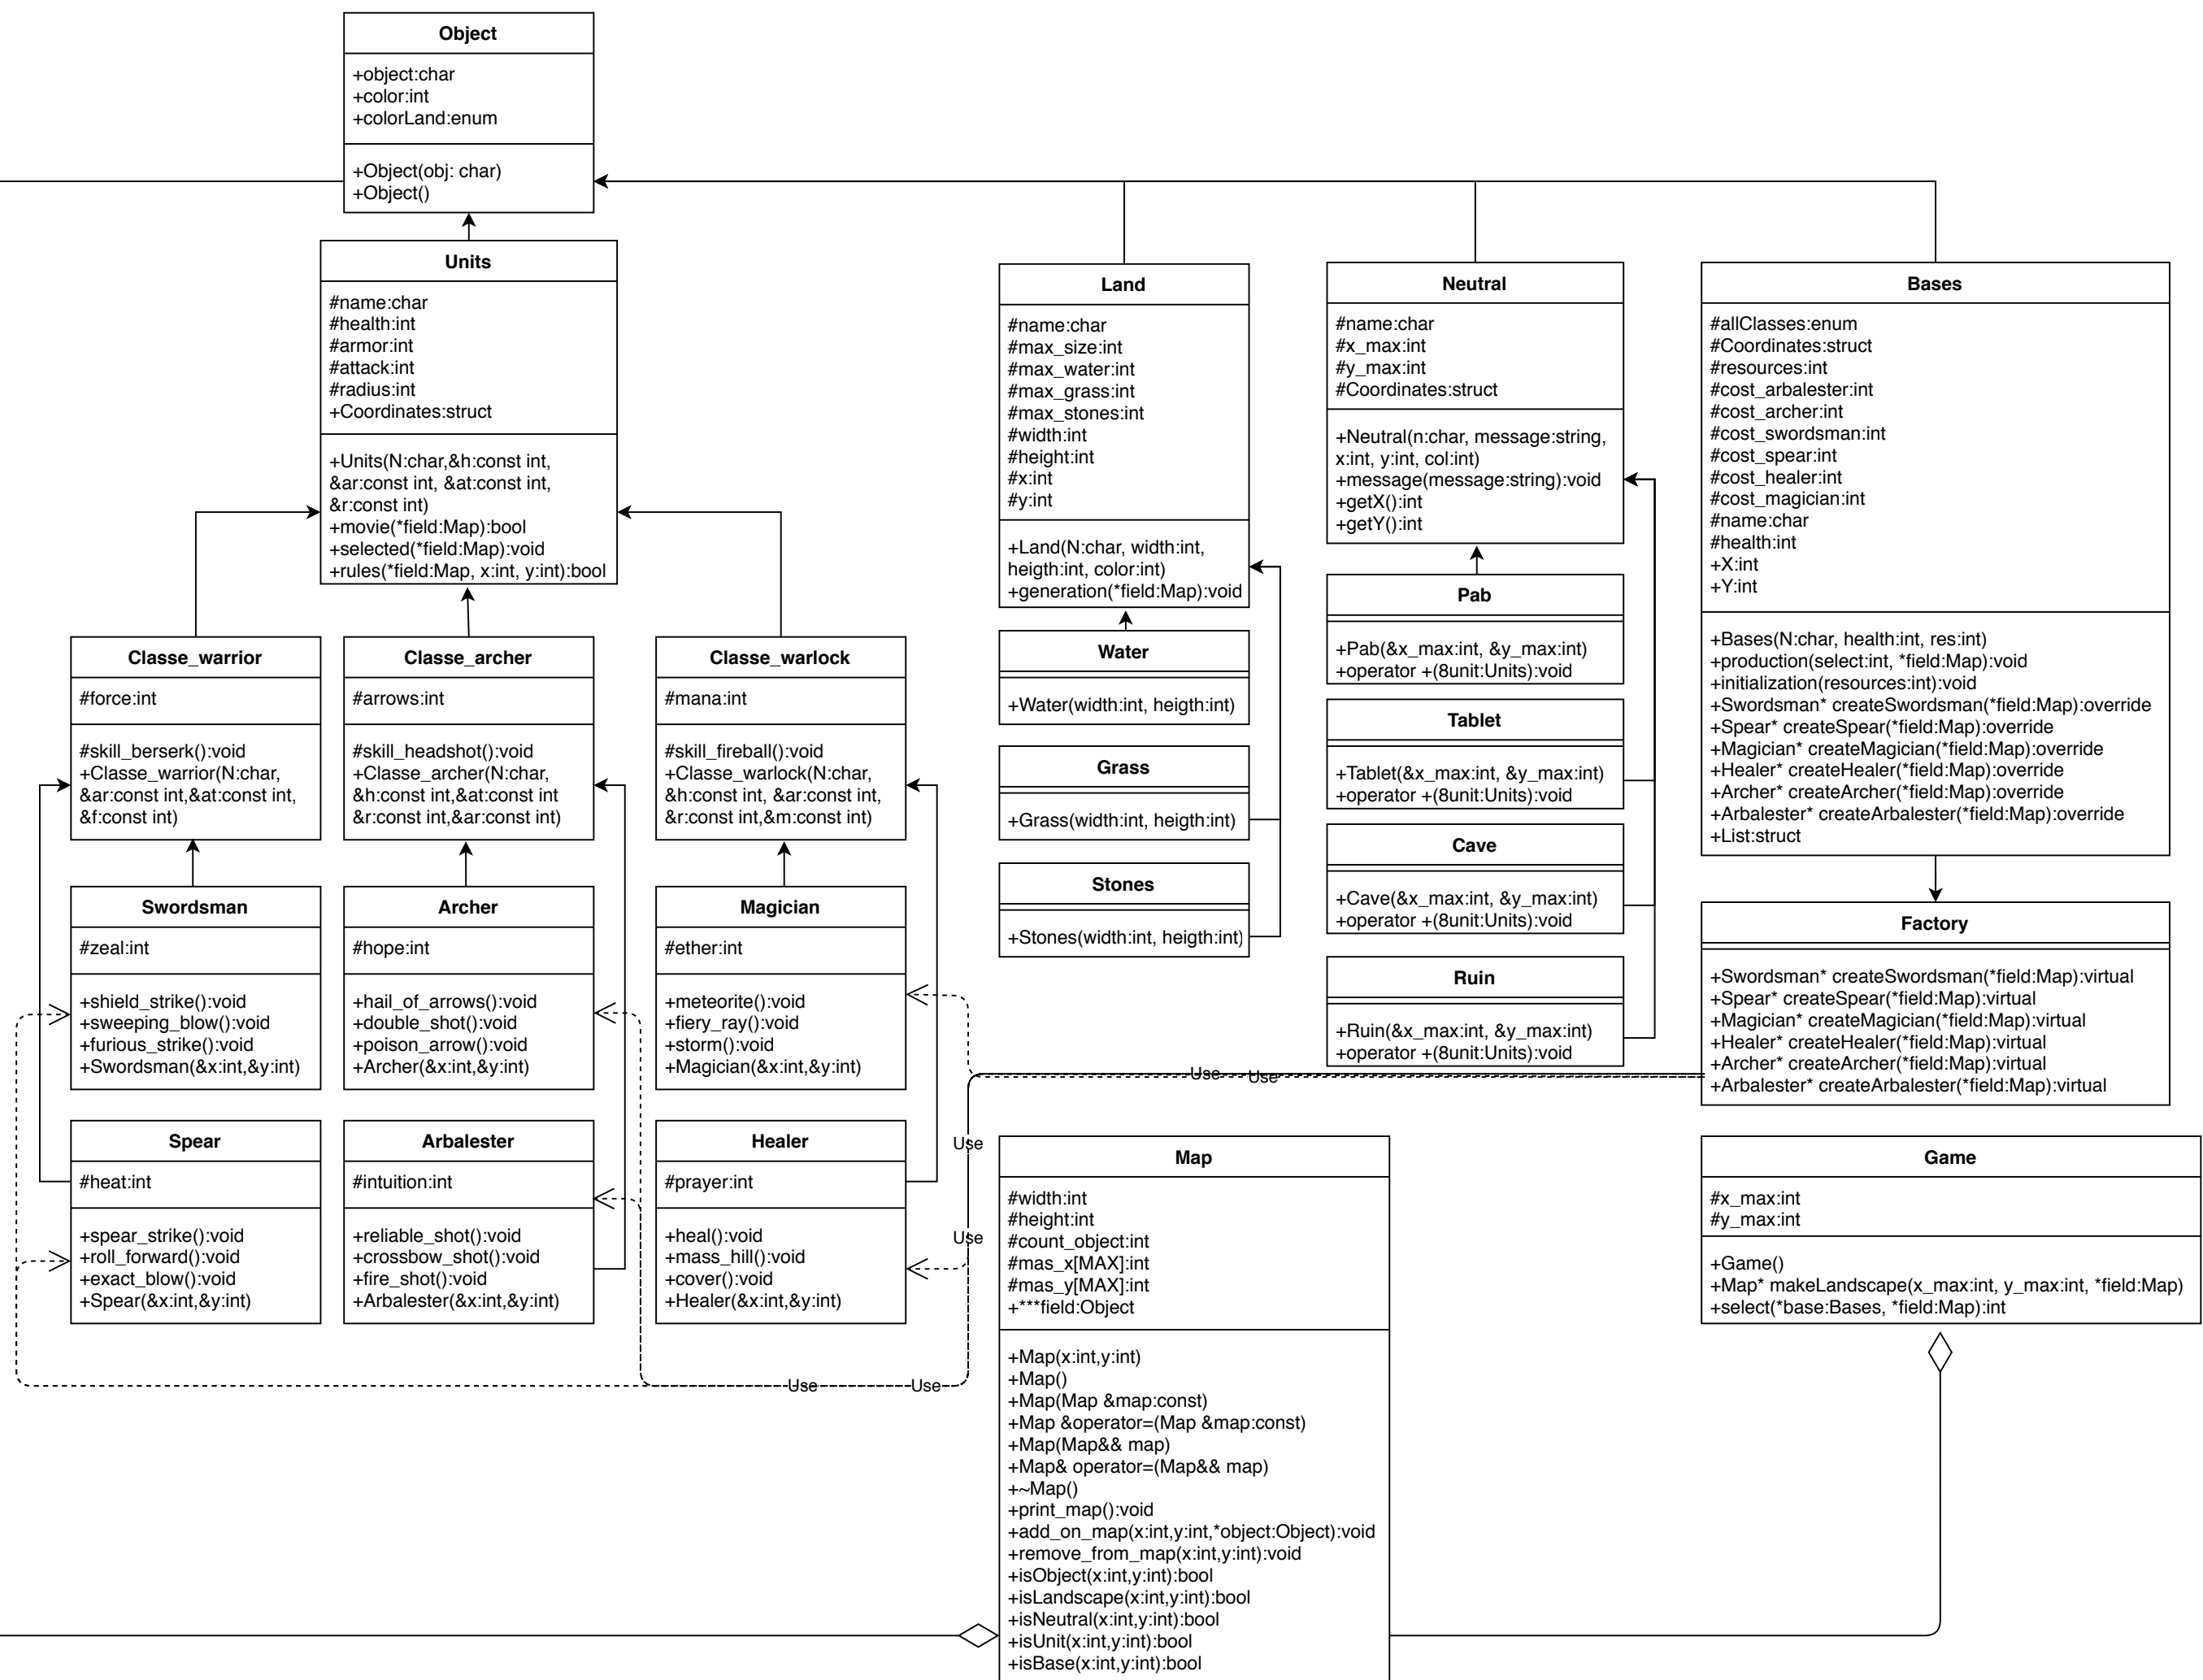 Object
+object:char
+color:int
+colorLand:enum
+Object(obj: char)
+Object()
Units
#name:char
#health:int
#armor:int
#attack:int
#radius:int
+Coordinates:struct
+Units(N:char,&h:const int,
&ar:const int, &at:const int,
&r:const int)
+movie(*field:Map):bool
+selected(*field:Map):void
+rules(*field:Map, x:int, y:int):bool
Land
#name:char
#max_size:int
#max_water:int
#max_grass:int
#max_stones:int
#width:int
#height:int
#x:int
#y:int
+Land(N:char, width:int,
heigth:int, color:int)
+generation(*field:Map):void
Neutral
#name:char
#x_max:int
#y_max:int
#Coordinates:struct
+Neutral(n:char, message:string,
x:int, y:int, col:int)
+message(message:string):void
+getX():int
+getY():int
Bases
#allClasses:enum
#Coordinates:struct
#resources:int
#cost_arbalester:int
#cost_archer:int
#cost_swordsman:int
#cost_spear:int
#cost_healer:int
#cost_magician:int
#name:char
#health:int
+X:int
+Y:int
+Bases(N:char, health:int, res:int)
+production(select:int, *field:Map):void
+initialization(resources:int):void
+Swordsman* createSwordsman(*field:Map):override
+Spear* createSpear(*field:Map):override
+Magician* createMagician(*field:Map):override
+Healer* createHealer(*field:Map):override
+Archer* createArcher(*field:Map):override
+Arbalester* createArbalester(*field:Map):override
+List:struct
Classe_warrior
#force:int
#skill_berserk():void
+Classe_warrior(N:char,
&ar:const int,&at:const int,
&f:const int)
Classe_archer
#arrows:int
#skill_headshot():void
+Classe_archer(N:char,
&h:const int,&at:const int
&r:const int,&ar:const int)
Classe_warlock
#mana:int
#skill_fireball():void
+Classe_warlock(N:char,
&h:const int, &ar:const int,
&r:const int,&m:const int)
Water
+Water(width:int, heigth:int)
Grass
+Grass(width:int, heigth:int)
Stones
+Stones(width:int, heigth:int)
Pab
+Pab(&x_max:int, &y_max:int)
+operator +(8unit:Units):void
Tablet
+Tablet(&x_max:int, &y_max:int)
+operator +(8unit:Units):void
Cave
+Cave(&x_max:int, &y_max:int)
+operator +(8unit:Units):void
Ruin
+Ruin(&x_max:int, &y_max:int)
+operator +(8unit:Units):void
Swordsman
#zeal:int
+shield_strike():void
+sweeping_blow():void
+furious_strike():void
+Swordsman(&x:int,&y:int)
Archer
#hope:int
+hail_of_arrows():void
+double_shot():void
+poison_arrow():void
+Archer(&x:int,&y:int)
Magician
#ether:int
+meteorite():void
+fiery_ray():void
+storm():void
+Magician(&x:int,&y:int)
Factory
+Swordsman* createSwordsman(*field:Map):virtual
+Spear* createSpear(*field:Map):virtual
+Magician* createMagician(*field:Map):virtual
+Healer* createHealer(*field:Map):virtual
+Archer* createArcher(*field:Map):virtual
+Arbalester* createArbalester(*field:Map):virtual
Use
Use
Use
Use
Use
Use
Spear
#heat:int
+spear_strike():void
+roll_forward():void
+exact_blow():void
+Spear(&x:int,&y:int)
Arbalester
#intuition:int
+reliable_shot():void
+crossbow_shot():void
+fire_shot():void
+Arbalester(&x:int,&y:int)
Healer
#prayer:int
+heal():void
+mass_hill():void
+cover():void
+Healer(&x:int,&y:int)
Map
#width:int
#height:int
#count_object:int
#mas_x[MAX]:int
#mas_y[MAX]:int
+***field:Object
+Map(x:int,y:int)
+Map()
+Map(Map &map:const)
+Map &operator=(Map &map:const)
+Map(Map&& map)
+Map& operator=(Map&& map)
+~Map()
+print_map():void
+add_on_map(x:int,y:int,*object:Object):void
+remove_from_map(x:int,y:int):void
+isObject(x:int,y:int):bool
+isLandscape(x:int,y:int):bool
+isNeutral(x:int,y:int):bool
+isUnit(x:int,y:int):bool
+isBase(x:int,y:int):bool
Game
#x_max:int
#y_max:int
+Game()
+Map* makeLandscape(x_max:int, y_max:int, *field:Map)
+select(*base:Bases, *field:Map):int